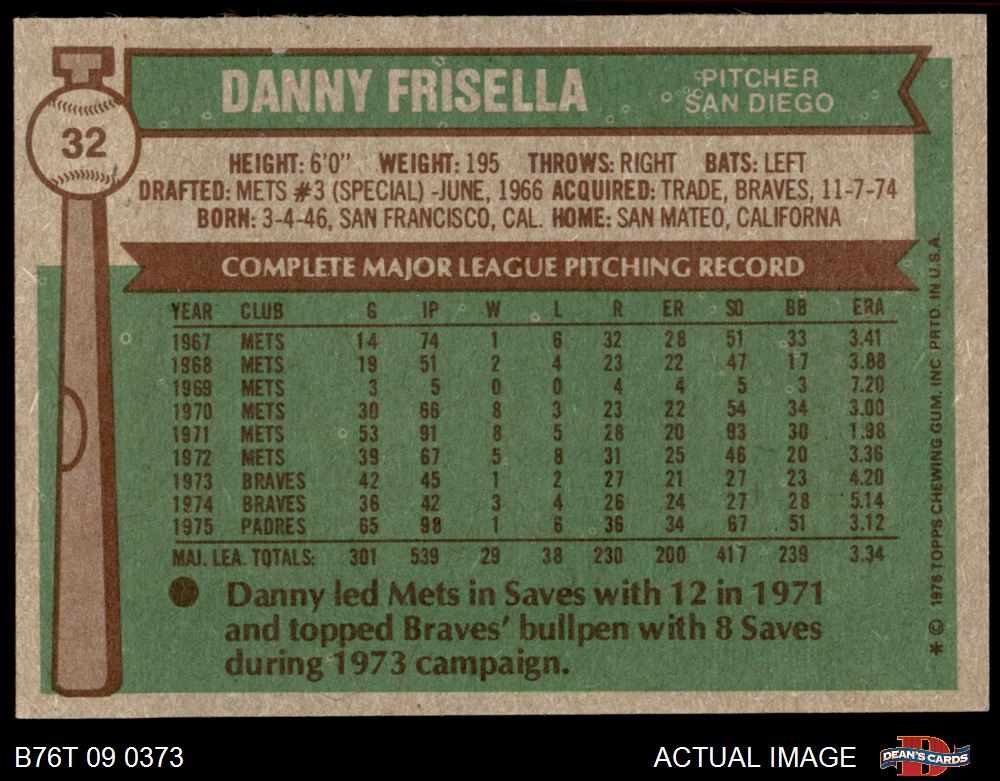 32
DANNY FRISELLA
PITCHER
SAN DIEGO
HEIGHT: 6'0" WEIGHT: 195 THROWS: RIGHT BATS: LEFT
DRAFTED: METS #3 (SPECIAL) -JUNE, 1966 ACQUIRED: TRADE, BRAVES, 11-7-74
BORN: 3-4-46, SAN FRANCISCO, CAL. HOME: SAN MATEO, CALIFORNA
COMPLETE MAJOR LEAGUE PITCHING RECORD
YEAR CLUB G IP W L R ER SO BB ERA
1967 METS 14 74 1 6 32 28 51 33 3.41
1968 METS 19 51 2 4 23 22 47 17 3.88
1969 METS 3 5 0 0 4 4 5 3 7.20
1970 METS 30 66 8 3 23 22 54 34 3.00
1971 METS 53 91 8 5 28 20 93 30 1.98
1972 METS 39 67 5 8 31 25 46 20 3.36
1973 BRAVES 42 45 1 2 27 21 27 23 4.20
1974 BRAVES 36 42 3 4 26 24 27 28 5.14
1975 PADRES 65 98 1 6 36 34 67 51 3.12
MAJ. LEA. TOTALS: 301 539 29 38 230 200 417 239 3.34
Danny led Mets in Saves with 12 in 1971
and topped Braves' bullpen with 8 Saves
during 1973 campaign.
* © 1976 TOPPS CHEWING GUM, INC PRTD. IN U.S.A.
B76T 09 0373
ACTUAL IMAGE
DEAN'S CARDS